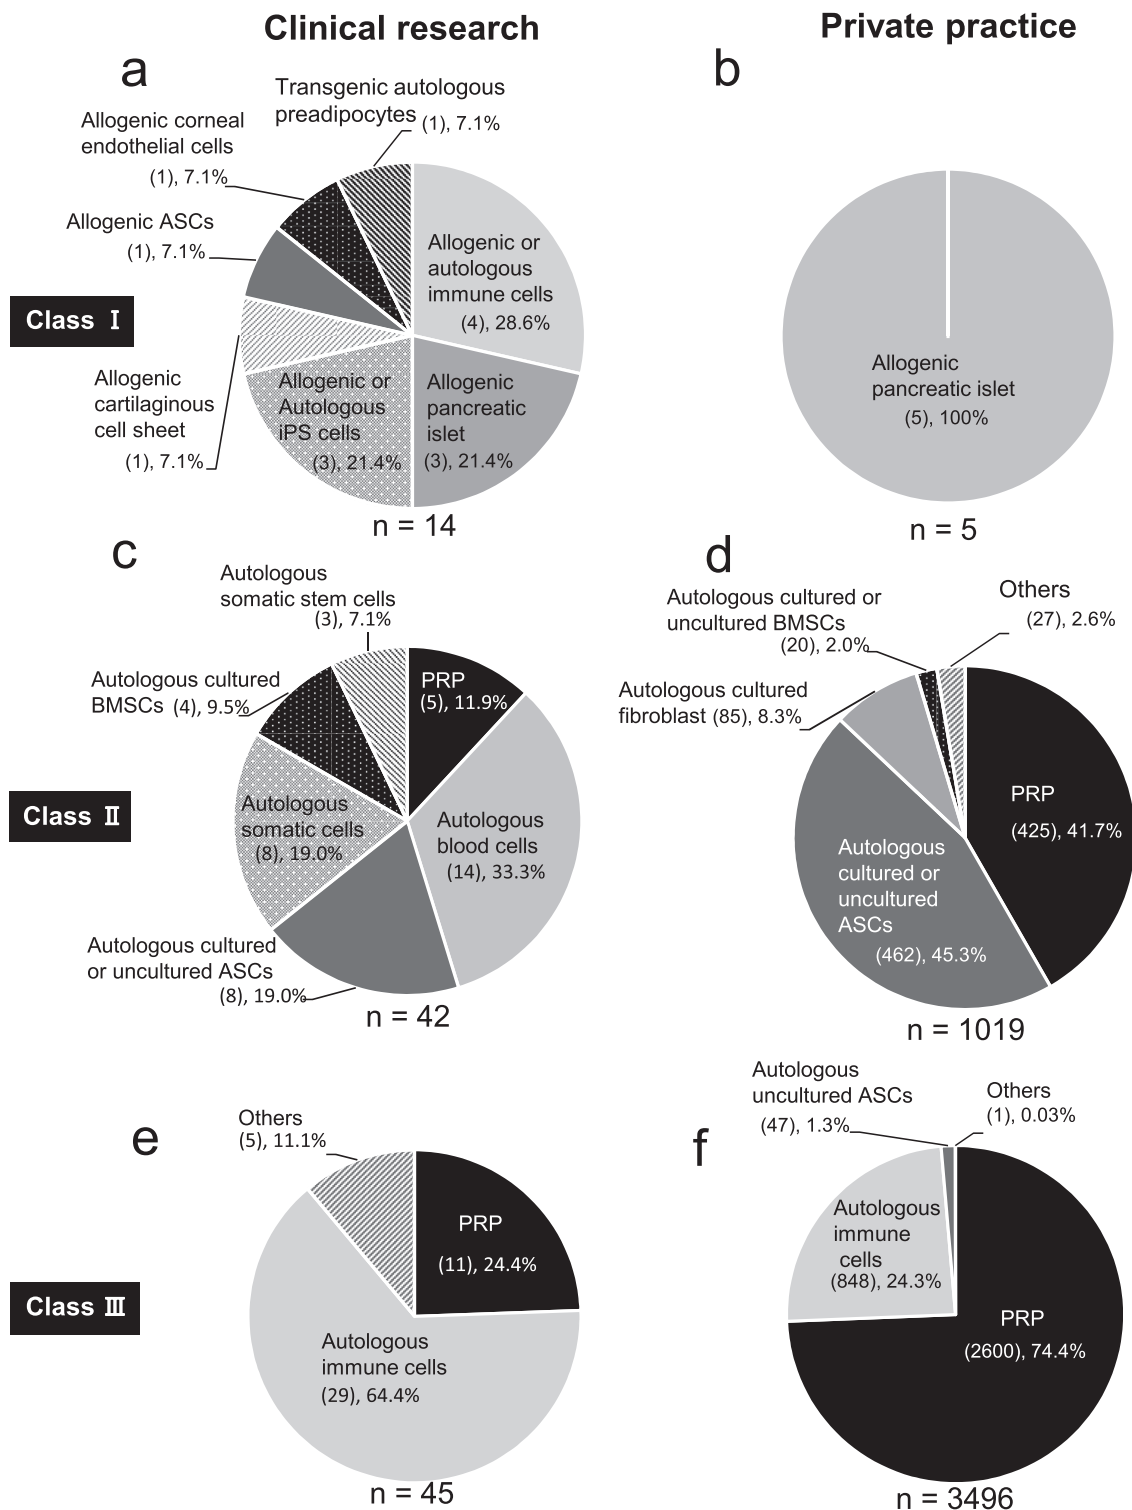 Clinical research
Private practice
a
Transgenic autologous
preadipocytes (1), 7.1%
Allogenic corneal
endothelial cells
(1), 7.1%
Allogenic ASCs
(1), 7.1%
Class Ⅰ
Allogenic or
autologous
immune cells
(4), 28.6%
Allogenic
cartilaginous
cell sheet
(1), 7.1%
Allogenic or
Autologous
iPS cells
(3), 21.4%
Allogenic
pancreatic
islet
(3), 21.4%
n = 14
b
Allogenic
pancreatic islet
(5), 100%
n = 5
c
Autologous
somatic stem cells
(3), 7.1%
Autologous cultured
BMSCs (4), 9.5%
PRP
(5), 11.9%
Class Ⅱ
Autologous
somatic cells
(8), 19.0%
Autologous
blood cells
(14), 33.3%
Autologous cultured
or uncultured ASCs
(8), 19.0%
n = 42
d
Autologous cultured or
uncultured BMSCs
(20), 2.0%
Others
(27), 2.6%
Autologous cultured
fibroblast (85), 8.3%
PRP
(425), 41.7%
Autologous
cultured or
uncultured
ASCs
(462), 45.3%
n = 1019
e
Others
(5), 11.1%
PRP
(11), 24.4%
Class Ⅲ
Autologous
immune cells
(29), 64.4%
n = 45
f
Autologous
uncultured ASCs
(47), 1.3%
Others
(1), 0.03%
Autologous
immune
cells
(848), 24.3%
PRP
(2600), 74.4%
n = 3496